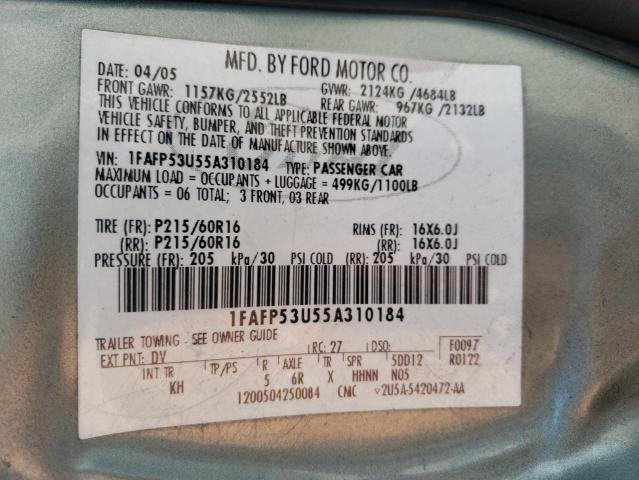 MFD. BY FORD MOTOR CO.
DATE: 04/05 GVWR: 2124KG/4684LB
FRONT GAWR: 1157KG/2552LB REAR GAWR: 967KG/2132LB
THIS VEHICLE CONFORMS TO ALL APPLICABLE FEDERAL MOTOR
VEHICLE SAFETY, BUMPER, AND THEFT PREVENTION STANDARDS
IN EFFECT ON THE DATE OF MANUFACTURE SHOWN ABOVE.
VIN: 1FAFP53U55A310184 TYPE: PASSENGER CAR
MAXIMUM LOAD = OCCUPANTS + LUGGAGE = 499KG/1100LB
OCCUPANTS = 06 TOTAL; 3 FRONT, 03 REAR
TIRE (FR): P215/60R16 RIMS (FR): 16X6.0J
(RR): P215/60R16 (RR): 16X6.0J
PRESSURE (FR): 205 kPa/30 PSI COLD (RR): 205 kPa/30 PSI COLD
1FAFP53U55A310184
TRAILER TOWING - SEE OWNER GUIDE
EXT PNT: DV RC: 27 DSO: F0097
R0122
INT TR TP/PS R AXLE TR SPR 5DD12
KH 5 6R X HHNN N05
1200504250084 CMC V2U5A-5420472-AA